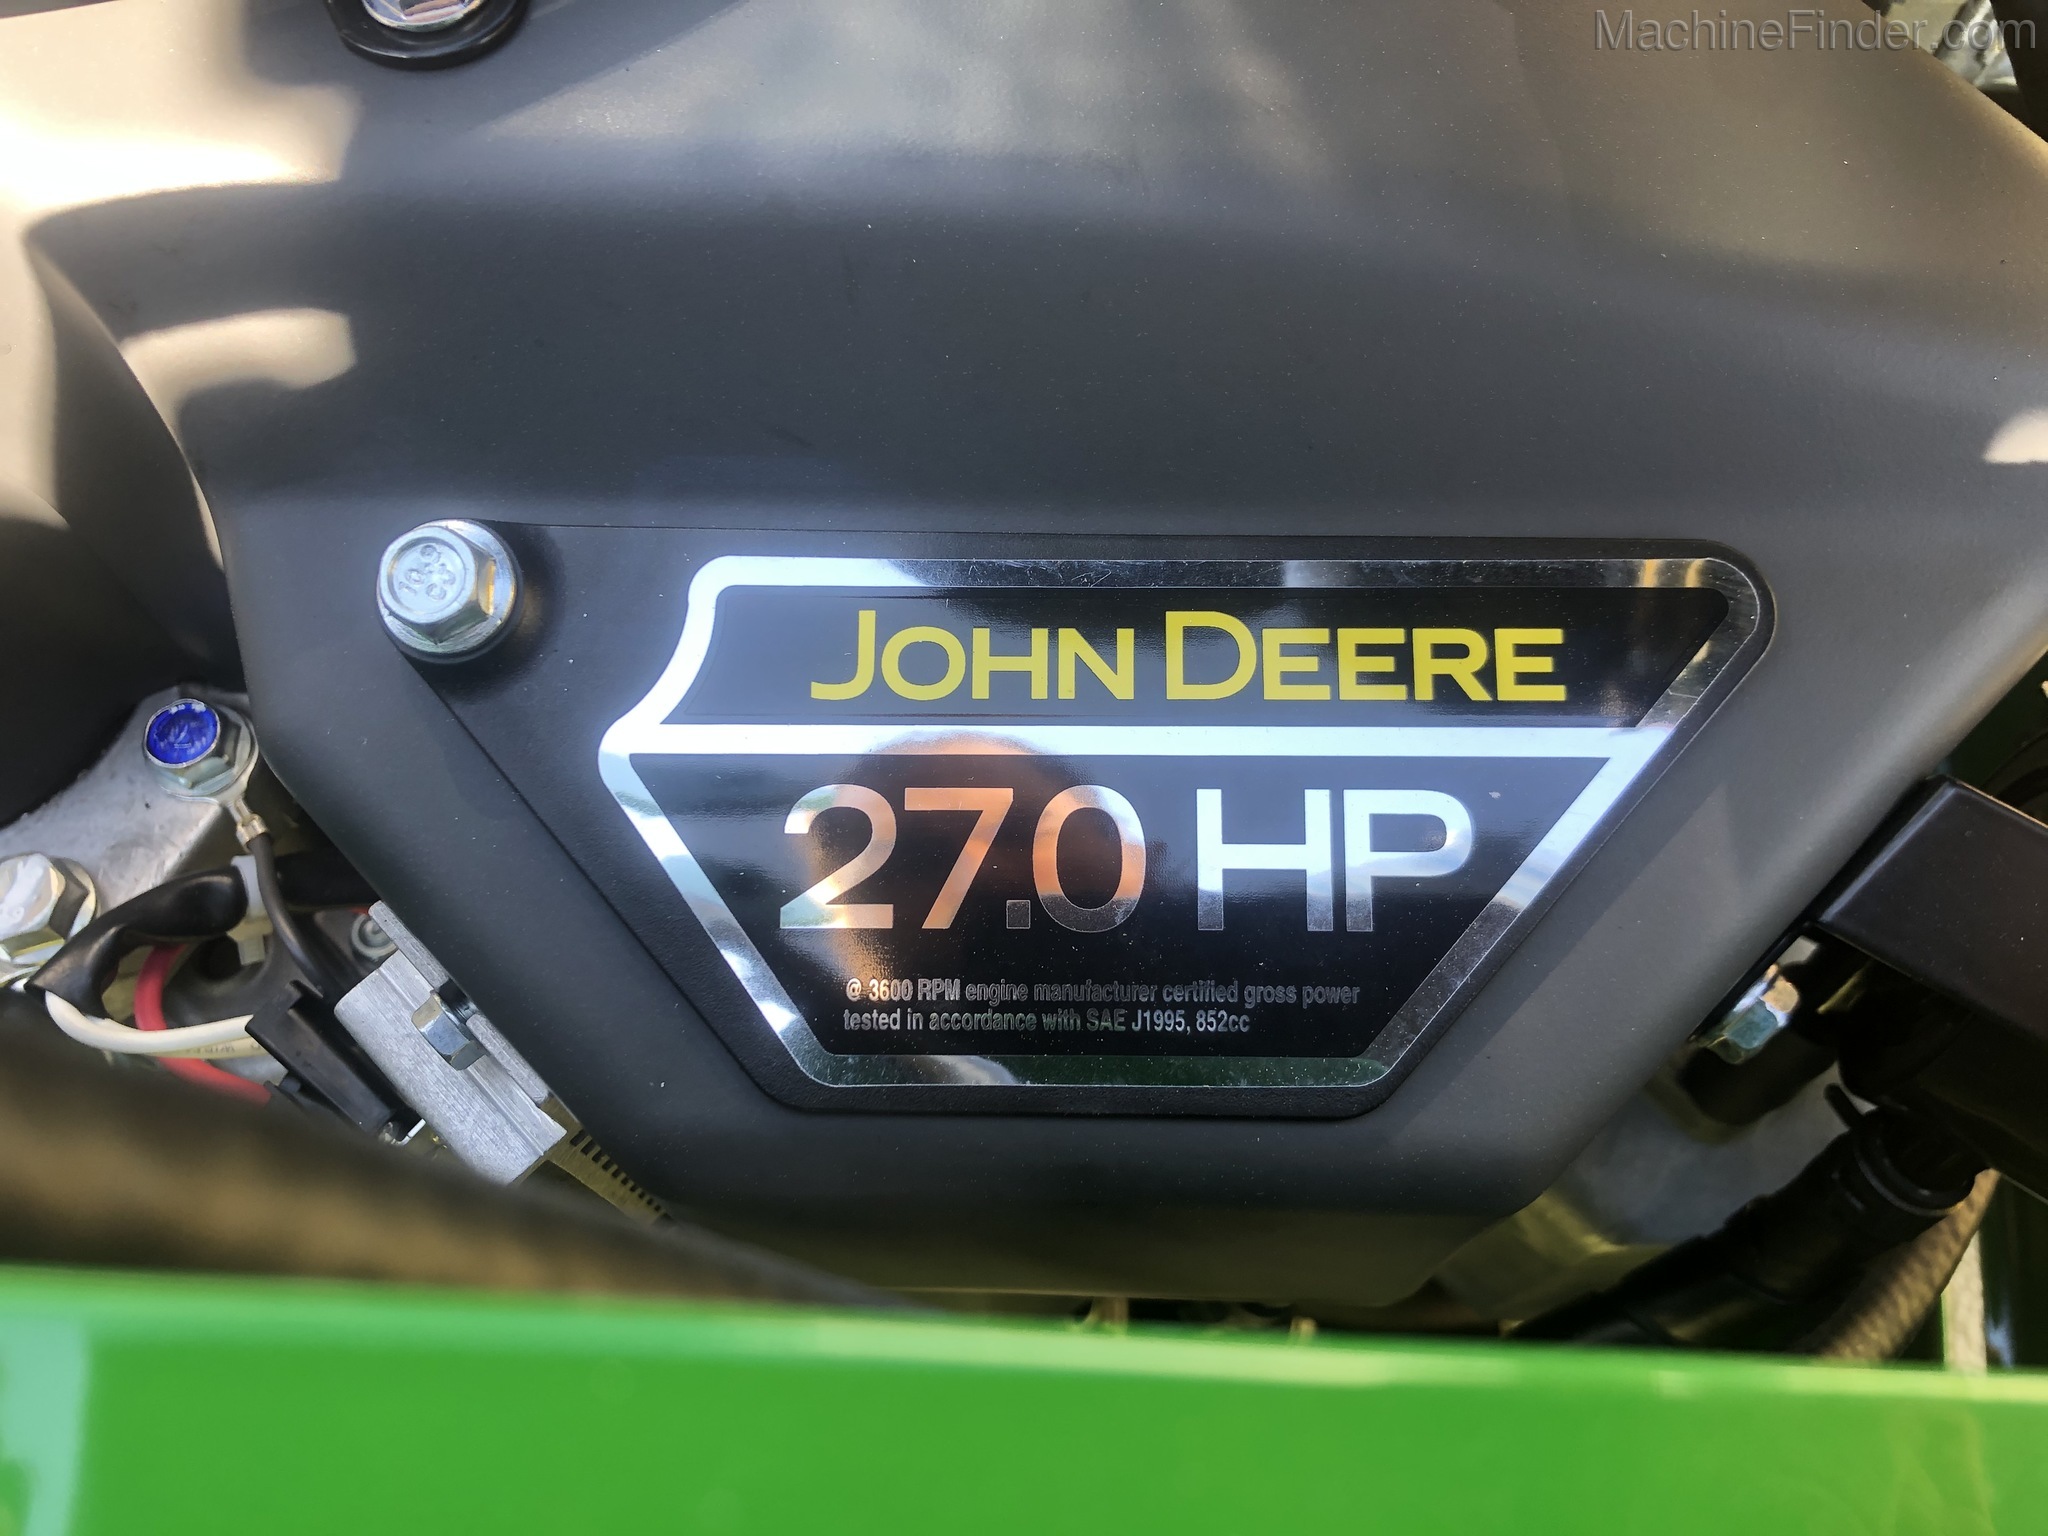 MachineFinder.com
JOHN DEERE
27.0 HP
@ 3600 RPM engine manufacturer certified gross power
tested in accordance with SAE J1995, 852cc